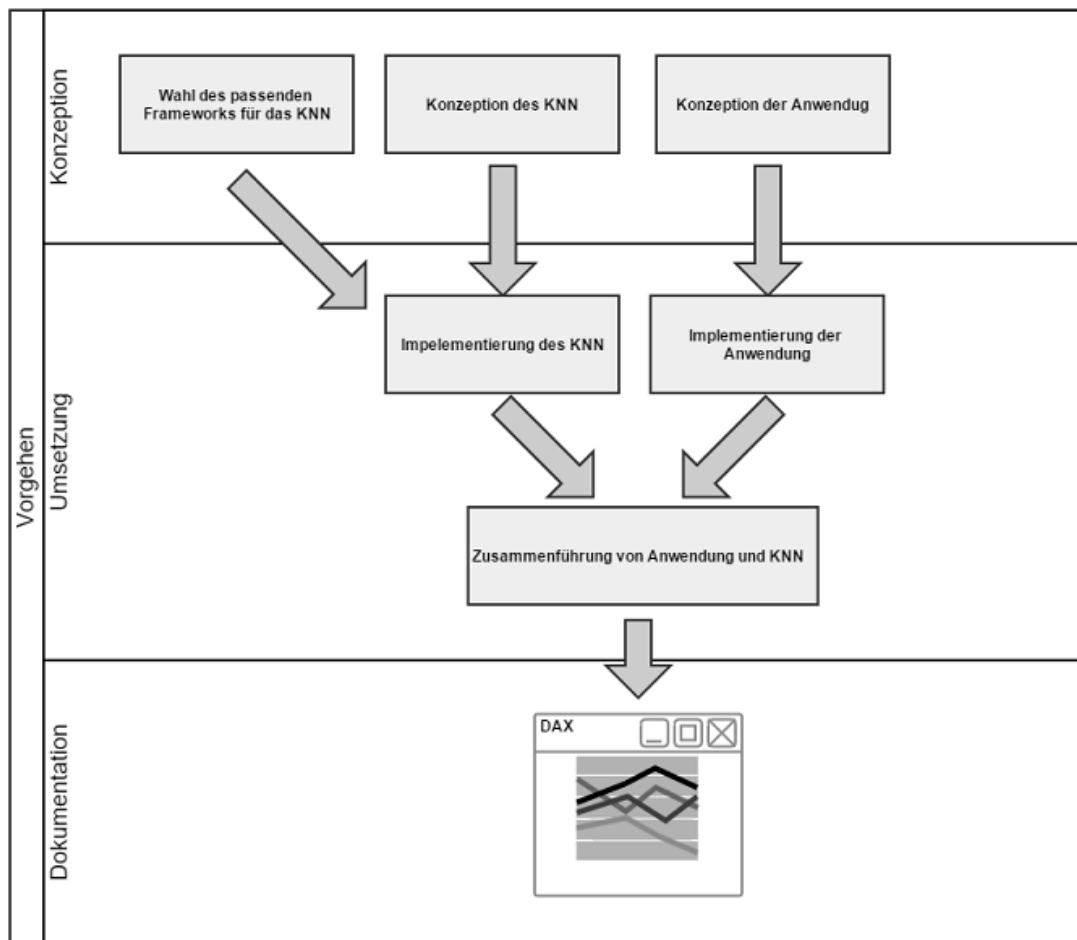 Vorgehen
Konzeption
Wahl des passenden
Frameworks für das KNN
Konzeption des KNN
Konzeption der Anwendug
Umsetzung
Impelementierung des KNN
Implementierung der
Anwendung
Zusammenführung von Anwendung und KNN
Dokumentation
DAX